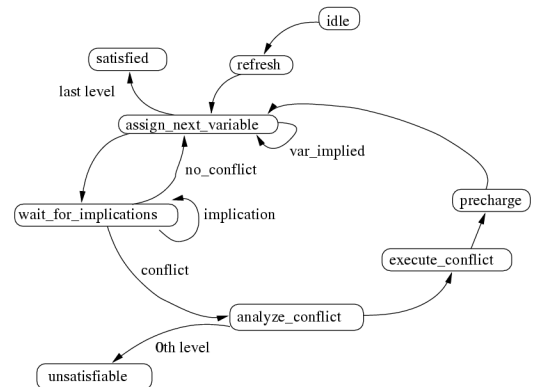 idle
satisfied
refresh
last level
assign_next_variable
var_implied
no_conflict
precharge
wait_for_implications
implication
execute_conflict
conflict
analyze_conflict
0th level
unsatisfiable